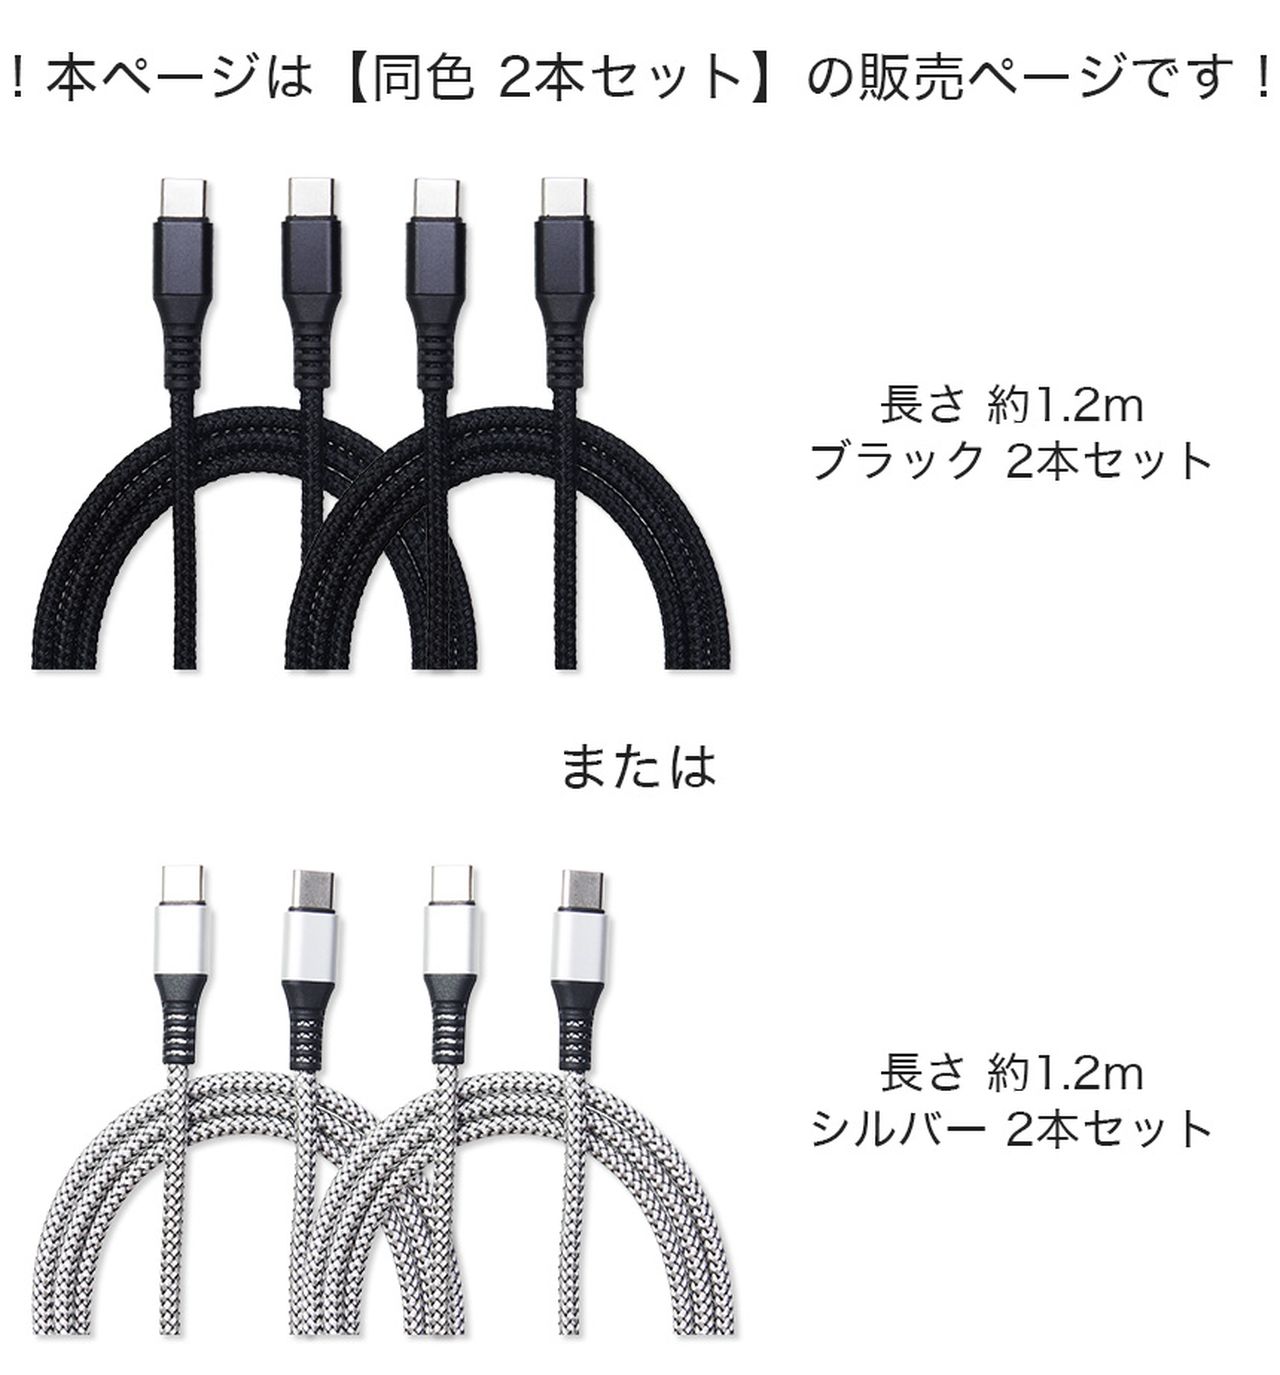 ！本ページは【同色 2本セット】の販売ページです！
長さ 約1.2m
ブラック 2本セット
または
長さ 約1.2m
シルバー 2本セット